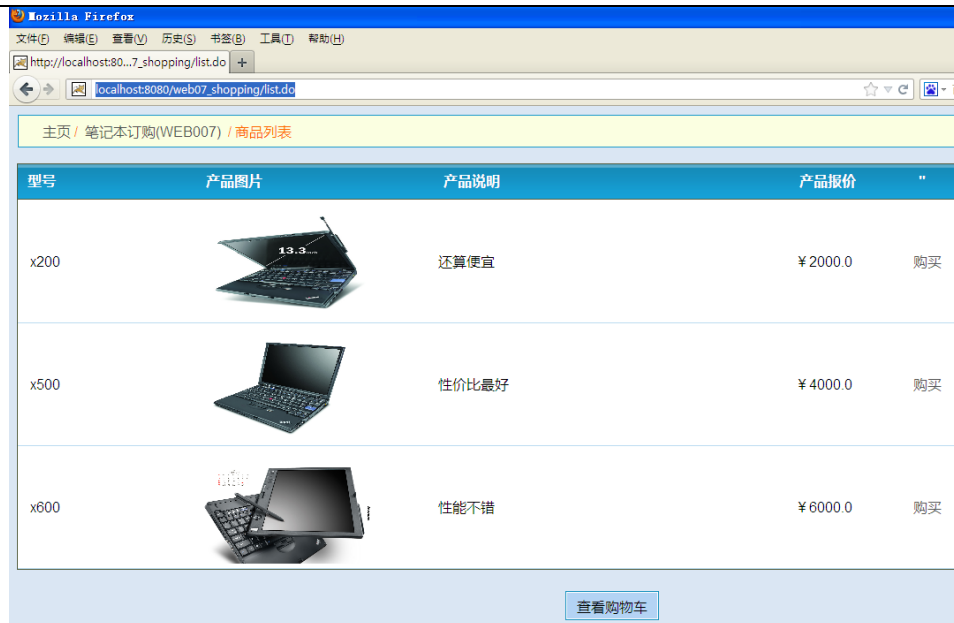 Mozilla Firefox
文件(F) 编辑(E) 查看(V) 历史(S) 书签(B) 工具(T) 帮助(H)
http://localhost:80...7_shopping/list.do +
localhost:8080/web07_shopping/list.do
主页 / 笔记本订购(WEB007) / 商品列表
型号 产品图片 产品说明 产品报价 "
13.3
x200 还算便宜 ¥2000.0 购买
x500 性价比最好 ¥4000.0 购买
x600 性能不错 ¥6000.0 购买
查看购物车